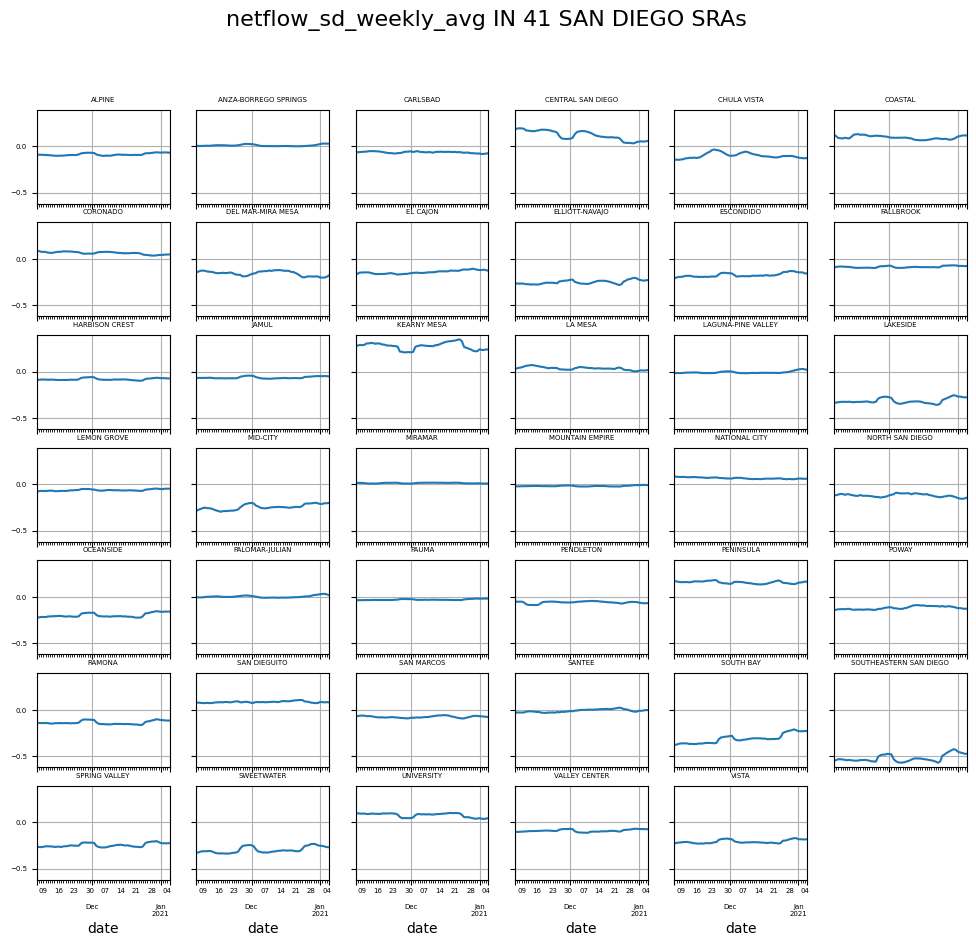 netflow_sd_weekly_avg IN 41 SAN DIEGO SRAs
ALPINE
ANZA-BORREGO SPRINGS
CARLSBAD
CENTRAL SAN DIEGO
CHULA VISTA
COASTAL
0.0
−0.5
CORONADO
DEL MAR-MIRA MESA
EL CAJON
ELLIOTT-NAVAJO
ESCONDIDO
FALLBROOK
0.0
−0.5
HARBISON CREST
JAMUL
KEARNY MESA
LA MESA
LAGUNA-PINE VALLEY
LAKESIDE
0.0
−0.5
LEMON GROVE
MID-CITY
MIRAMAR
MOUNTAIN EMPIRE
NATIONAL CITY
NORTH SAN DIEGO
0.0
−0.5
OCEANSIDE
PALOMAR-JULIAN
PAUMA
PENDLETON
PENINSULA
POWAY
0.0
−0.5
RAMONA
SAN DIEGUITO
SAN MARCOS
SANTEE
SOUTH BAY
SOUTHEASTERN SAN DIEGO
0.0
−0.5
SPRING VALLEY
SWEETWATER
UNIVERSITY
VALLEY CENTER
VISTA
0.0
−0.5
09 16 23 30 07 14 21 28 04
09 16 23 30 07 14 21 28 04
09 16 23 30 07 14 21 28 04
09 16 23 30 07 14 21 28 04
09 16 23 30 07 14 21 28 04
Dec Jan
2021
Dec Jan
2021
Dec Jan
2021
Dec Jan
2021
Dec Jan
2021
date
date
date
date
date